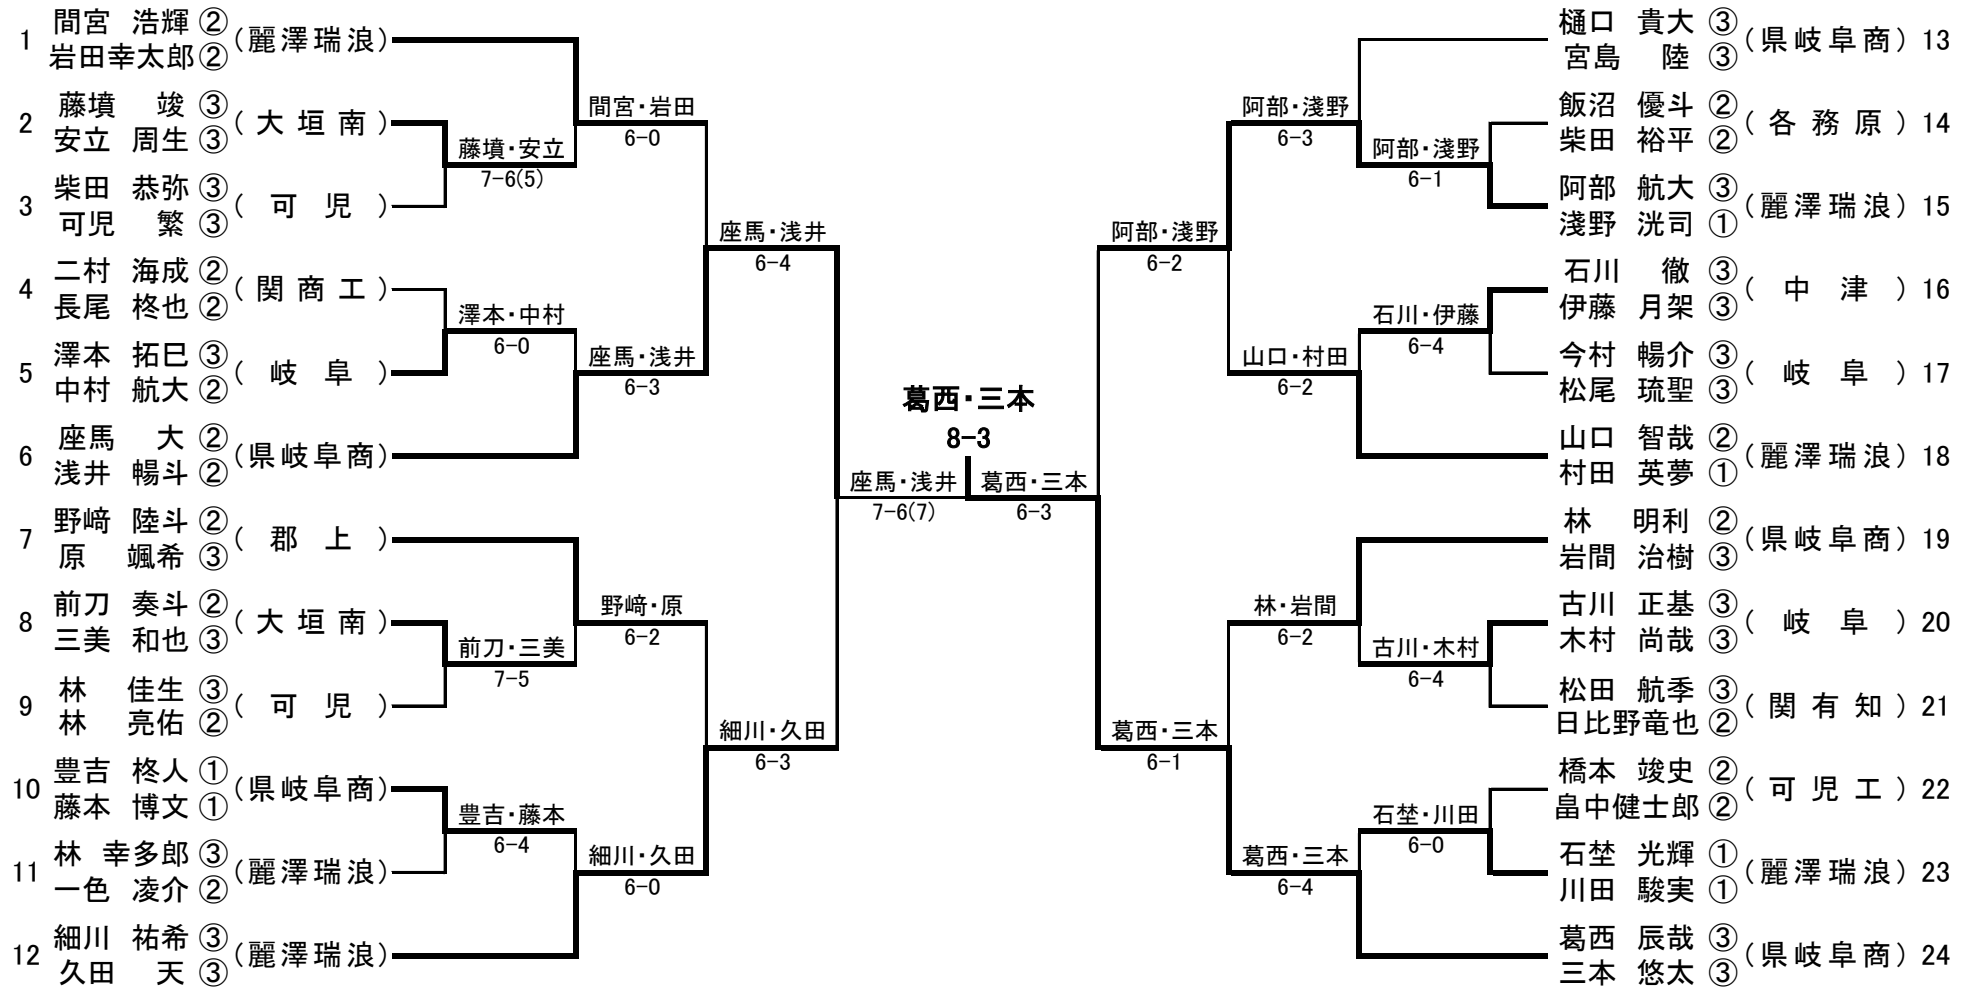 1 間宮 浩輝 ② (麗澤瑞浪)
岩田幸太郎 ②
2 藤墳 竣 ③ (大垣南)
安立 周生 ③
3 柴田 恭弥 ③ (可児)
可児 繁 ③
4 二村 海成 ② (関商工)
長尾 柊也 ②
5 澤本 拓巳 ③ (岐阜)
中村 航大 ②
6 座馬 大 ② (県岐阜商)
浅井 暢斗 ②
7 野﨑 陸斗 ② (郡上)
原 颯希 ③
8 前刀 奏斗 ② (大垣南)
三美 和也 ③
9 林 佳生 ③ (可児)
林 亮佑 ②
10 豊吉 柊人 ① (県岐阜商)
藤本 博文 ①
11 林 幸多郎 ③ (麗澤瑞浪)
一色 凌介 ②
12 細川 祐希 ③ (麗澤瑞浪)
久田 天 ③
藤墳・安立
7-6(5)
澤本・中村
6-0
前刀・三美
7-5
豊吉・藤本
6-4
間宮・岩田
6-0
座馬・浅井
6-3
野﨑・原
6-2
細川・久田
6-0
座馬・浅井
6-4
細川・久田
6-3
座馬・浅井
7-6(7)
葛西・三本
8-3
葛西・三本
6-3
阿部・淺野
6-2
葛西・三本
6-1
阿部・淺野
6-3
山口・村田
6-2
林・岩間
6-2
葛西・三本
6-4
阿部・淺野
6-1
石川・伊藤
6-4
古川・木村
6-4
石埜・川田
6-0
樋口 貴大 ③ (県岐阜商) 13
宮島 陸 ③
飯沼 優斗 ② (各務原) 14
柴田 裕平 ②
阿部 航大 ③ (麗澤瑞浪) 15
淺野 洸司 ①
石川 徹 ③ (中津) 16
伊藤 月架 ③
今村 暢介 ③ (岐阜) 17
松尾 琉聖 ③
山口 智哉 ② (麗澤瑞浪) 18
村田 英夢 ①
林 明利 ② (県岐阜商) 19
岩間 治樹 ③
古川 正基 ③ (岐阜) 20
木村 尚哉 ③
松田 航季 ③ (関有知) 21
日比野竜也 ②
橋本 竣史 ② (可児工) 22
畠中健士郎 ②
石埜 光輝 ① (麗澤瑞浪) 23
川田 駿実 ①
葛西 辰哉 ③ (県岐阜商) 24
三本 悠太 ③